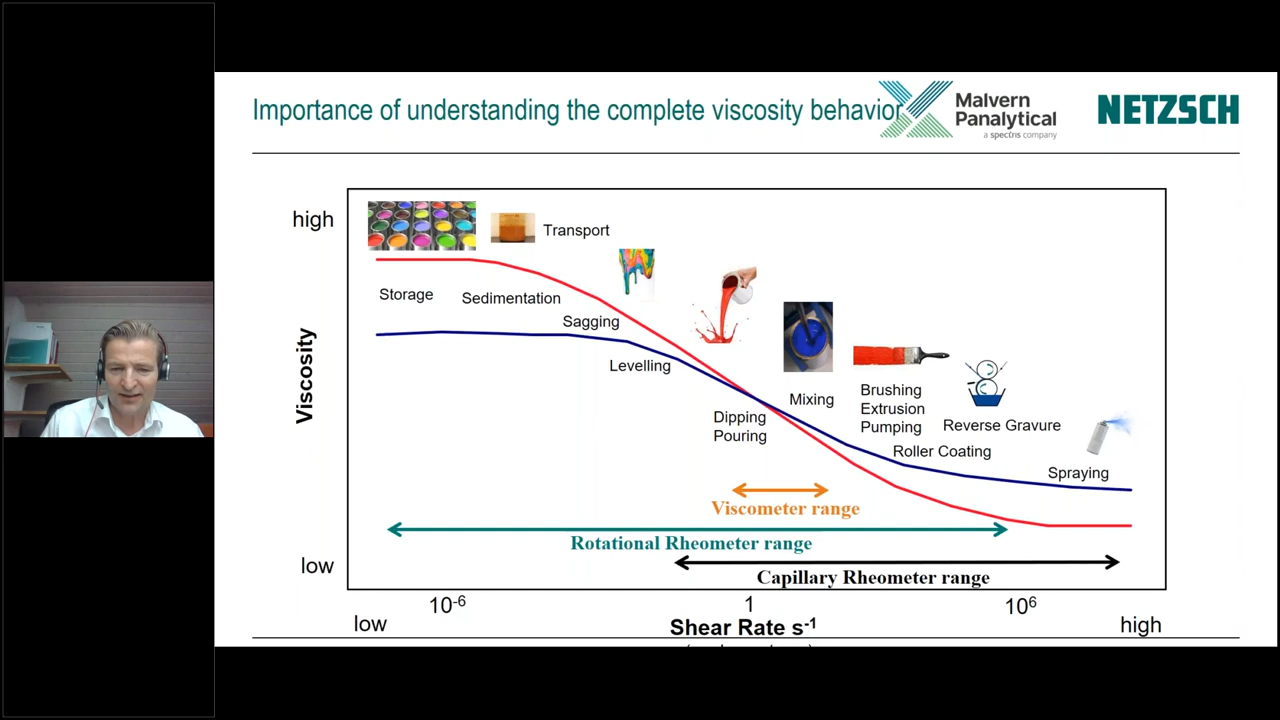 Importance of understanding the complete viscosity behavior
Malvern
Panalytical
a spectris company
NETZSCH
high
Transport
Storage
Sedimentation
Sagging
Levelling
Viscosity
Mixing
Dipping
Pouring
Brushing
Extrusion
Pumping
Reverse Gravure
Roller Coating
Spraying
Viscometer range
Rotational Rheometer range
low
Capillary Rheometer range
10-6
1
106
low
Shear Rate s-1
high